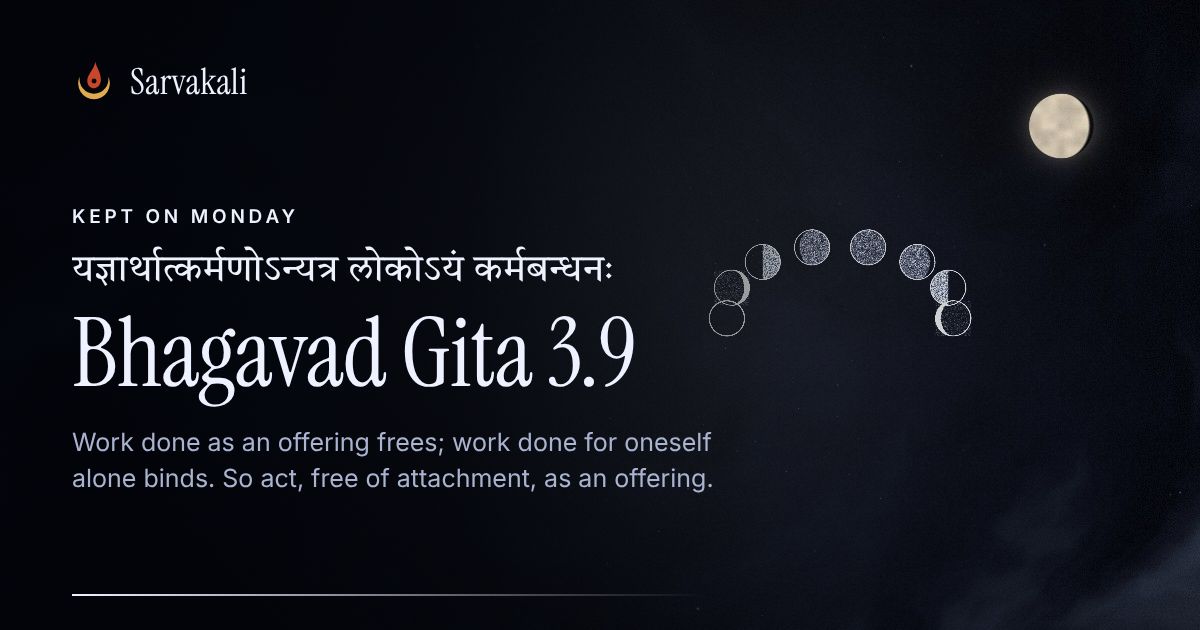 Sarvakali
KEPT ON MONDAY
यज्ञार्थात्कर्मणोऽन्यत्र लोकोऽयं कर्मबन्धनः
Bhagavad Gita 3.9
Work done as an offering frees; work done for oneself
alone binds. So act, free of attachment, as an offering.